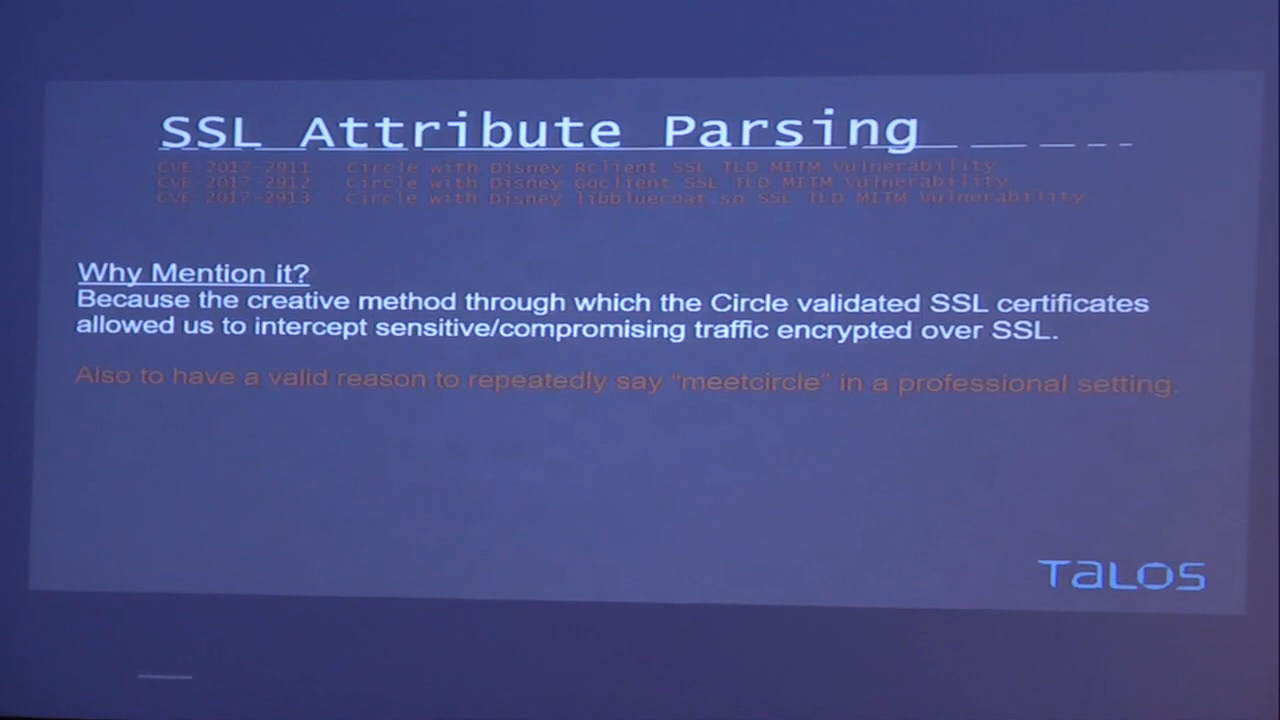 SSL Attribute Parsing
CVE-2017-2911 Circle with Disney Rclient SSL TLD MITM Vulnerability
CVE-2017-2912 Circle with Disney Goclient SSL TLD MITM Vulnerability
CVE-2017-2913 Circle with Disney libbluecoat.so SSL TLD MITM Vulnerability
Why Mention it?
Because the creative method through which the Circle validated SSL certificates
allowed us to intercept sensitive/compromising traffic encrypted over SSL.
Also to have a valid reason to repeatedly say “meetcircle” in a professional setting.
TALOS